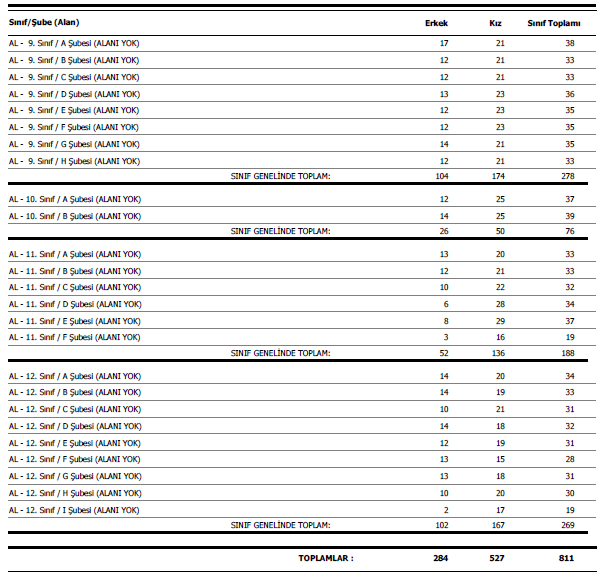 Sınıf/Şube (Alan) Erkek Kız Sınıf Toplamı
AL - 9. Sınıf / A Şubesi (ALANI YOK) 17 21 38
AL - 9. Sınıf / B Şubesi (ALANI YOK) 12 21 33
AL - 9. Sınıf / C Şubesi (ALANI YOK) 12 21 33
AL - 9. Sınıf / D Şubesi (ALANI YOK) 13 23 36
AL - 9. Sınıf / E Şubesi (ALANI YOK) 12 23 35
AL - 9. Sınıf / F Şubesi (ALANI YOK) 12 23 35
AL - 9. Sınıf / G Şubesi (ALANI YOK) 14 21 35
AL - 9. Sınıf / H Şubesi (ALANI YOK) 12 21 33
SINIF GENELİNDE TOPLAM: 104 174 278
AL - 10. Sınıf / A Şubesi (ALANI YOK) 12 25 37
AL - 10. Sınıf / B Şubesi (ALANI YOK) 14 25 39
SINIF GENELİNDE TOPLAM: 26 50 76
AL - 11. Sınıf / A Şubesi (ALANI YOK) 13 20 33
AL - 11. Sınıf / B Şubesi (ALANI YOK) 12 21 33
AL - 11. Sınıf / C Şubesi (ALANI YOK) 10 22 32
AL - 11. Sınıf / D Şubesi (ALANI YOK) 6 28 34
AL - 11. Sınıf / E Şubesi (ALANI YOK) 8 29 37
AL - 11. Sınıf / F Şubesi (ALANI YOK) 3 16 19
SINIF GENELİNDE TOPLAM: 52 136 188
AL - 12. Sınıf / A Şubesi (ALANI YOK) 14 20 34
AL - 12. Sınıf / B Şubesi (ALANI YOK) 14 19 33
AL - 12. Sınıf / C Şubesi (ALANI YOK) 10 21 31
AL - 12. Sınıf / D Şubesi (ALANI YOK) 14 18 32
AL - 12. Sınıf / E Şubesi (ALANI YOK) 12 19 31
AL - 12. Sınıf / F Şubesi (ALANI YOK) 13 15 28
AL - 12. Sınıf / G Şubesi (ALANI YOK) 13 18 31
AL - 12. Sınıf / H Şubesi (ALANI YOK) 10 20 30
AL - 12. Sınıf / I Şubesi (ALANI YOK) 2 17 19
SINIF GENELİNDE TOPLAM: 102 167 269
TOPLAMLAR : 284 527 811